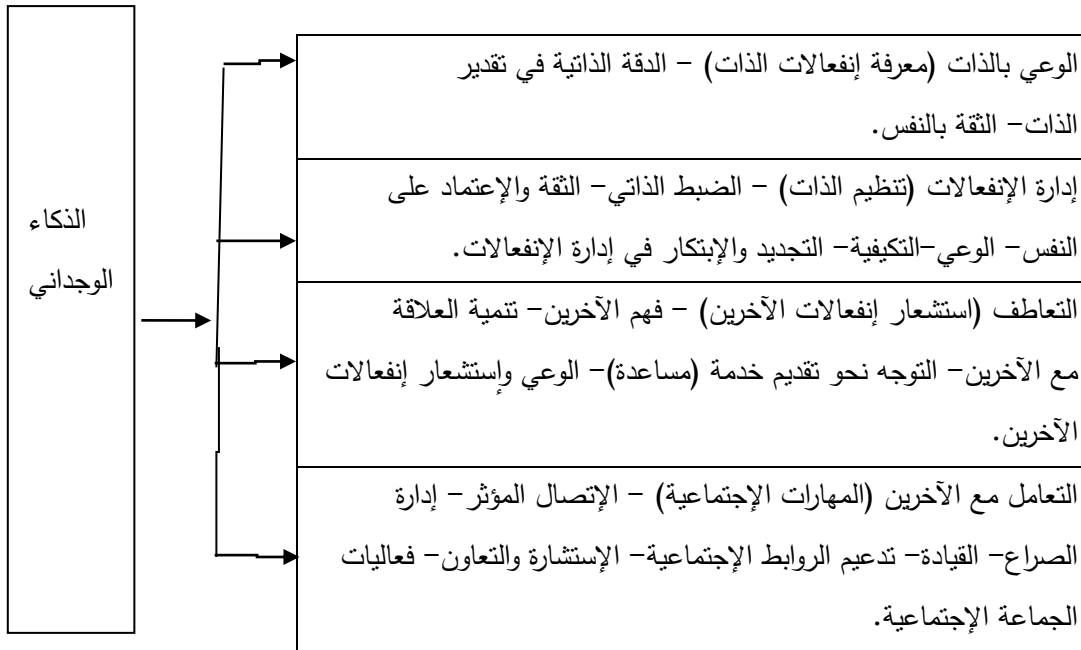 الذكاء
الوجداني
الوعي بالذات (معرفة إنفعالات الذات) – الدقة الذاتية في تقدير
الذات– الثقة بالنفس.
إدارة الإنفعالات (تنظيم الذات) – الضبط الذاتي– الثقة والإعتماد على
النفس– الوعي–التكيفية– التجديد والإبتكار في إدارة الإنفعالات.
التعاطف (استشعار إنفعالات الآخرين) – فهم الآخرين– تنمية العلاقة
مع الآخرين– التوجه نحو تقديم خدمة (مساعدة)– الوعي وإستشعار إنفعالات
الآخرين.
التعامل مع الآخرين (المهارات الإجتماعية) – الإتصال المؤثر– إدارة
الصراع– القيادة– تدعيم الروابط الإجتماعية– الإستشارة والتعاون– فعاليات
الجماعة الإجتماعية.